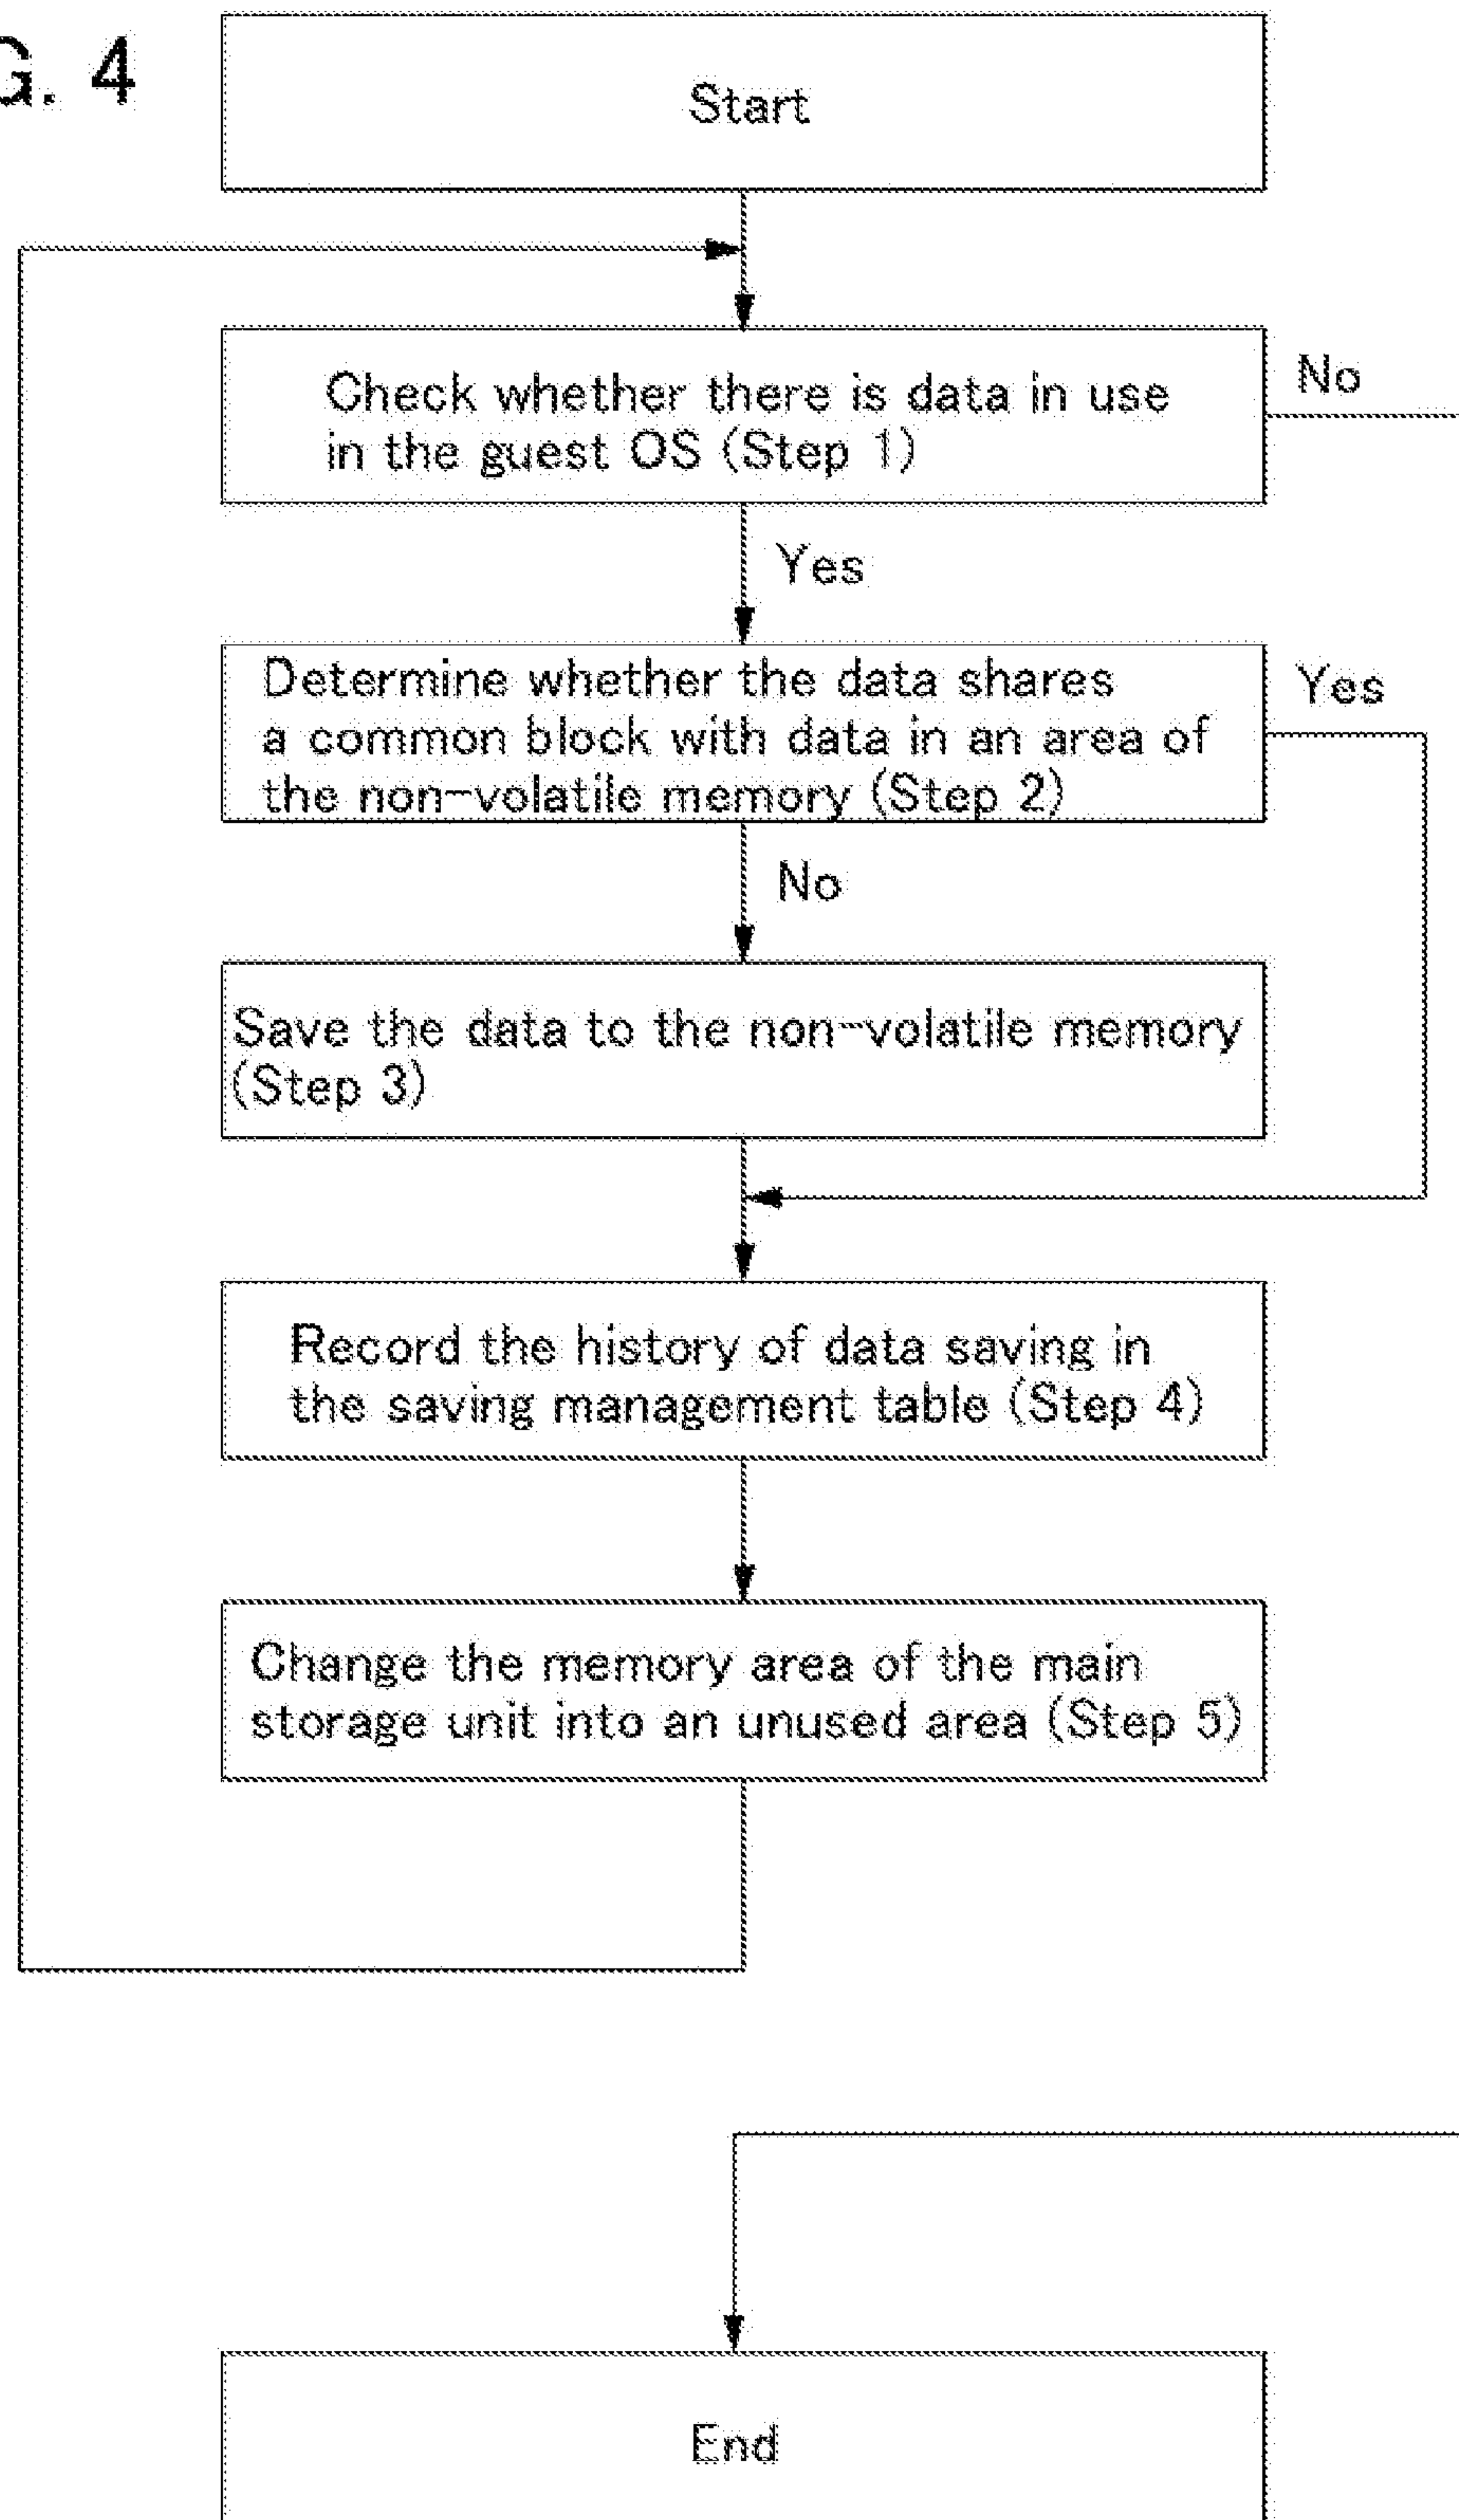 G. 4
Start
Check whether there is data in use
in the guest OS (Step 1)
No
Yes
Determine whether the data shares
a common block with data in an area of
the non-volatile memory (Step 2)
Yes
No
Save the data to the non-volatile memory
(Step 3)
Record the history of data saving in
the saving management table (Step 4)
Change the memory area of the main
storage unit into an unused area (Step 5)
End